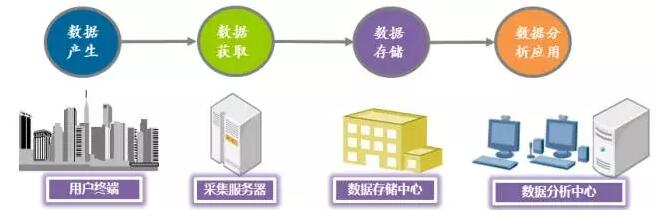 数据
产生
数据
获取
数据
存储
数据分
析应用
用户终端
采集服务器
数据存储中心
数据分析中心